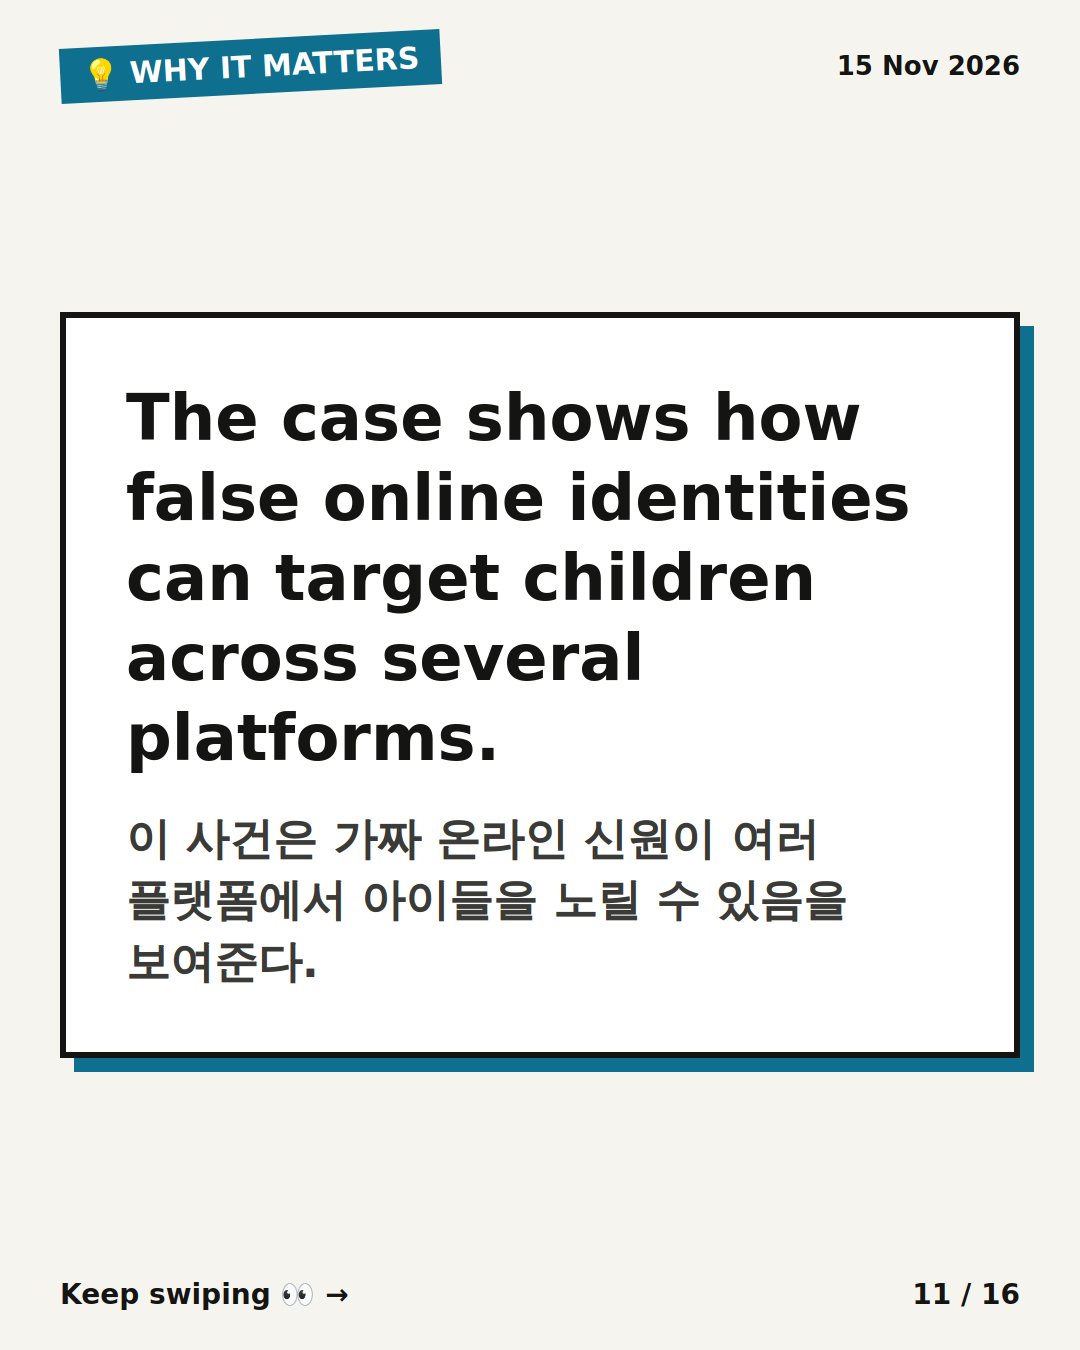 💡 WHY IT MATTERS
15 Nov 2026
The case shows how
false online identities
can target children
across several
platforms.
이 사건은 가짜 온라인 신원이 여러
플랫폼에서 아이들을 노릴 수 있음을
보여준다.
Keep swiping 👀 →
11 / 16